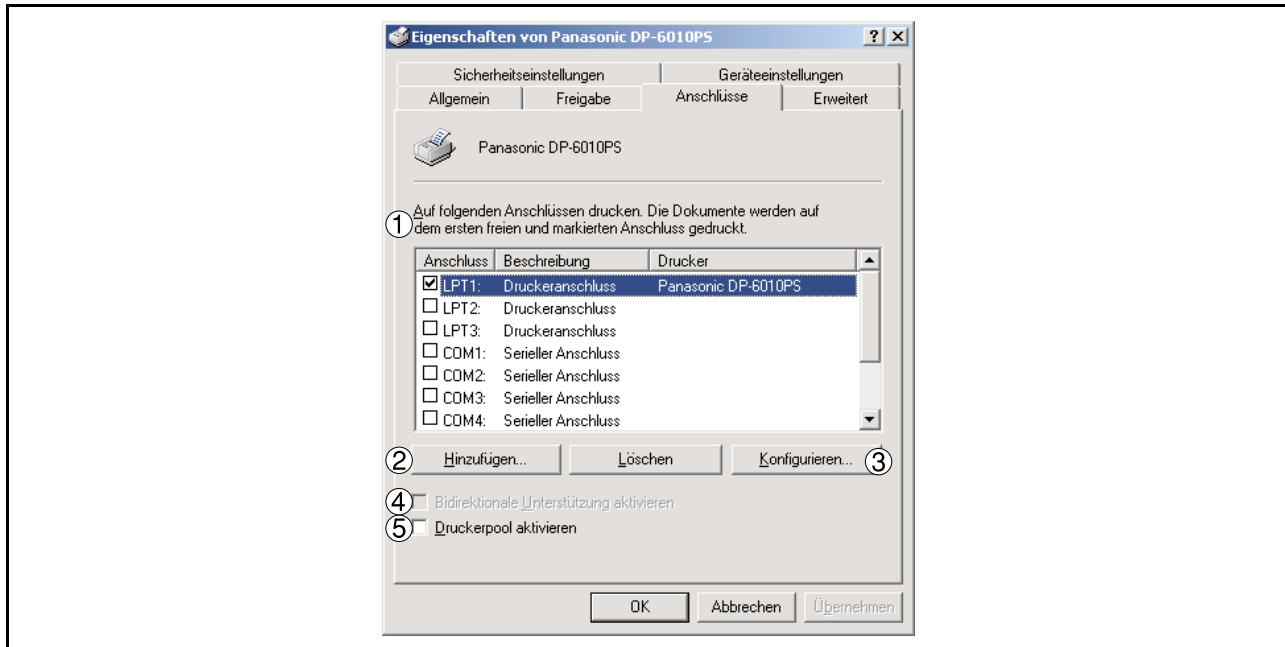 Eigenschaften von Panasonic DP-6010PS
Sicherheitseinstellungen Geräteeinstellungen
Allgemein Freigabe Anschlüsse Erweitert
Panasonic DP-6010PS
① Auf folgenden Anschlüssen drucken. Die Dokumente werden auf
dem ersten freien und markierten Anschluss gedruckt.
Anschluss Beschreibung Drucker
LPT1: Druckeranschluss Panasonic DP-6010PS
LPT2: Druckeranschluss
LPT3: Druckeranschluss
COM1: Serieller Anschluss
COM2: Serieller Anschluss
COM3: Serieller Anschluss
COM4: Serieller Anschluss
② Hinzufügen... Löschen Konfigurieren... ③
④ Bidirektionale Unterstützung aktivieren
⑤ Druckerpool aktivieren
OK Abbrechen Übernehmen